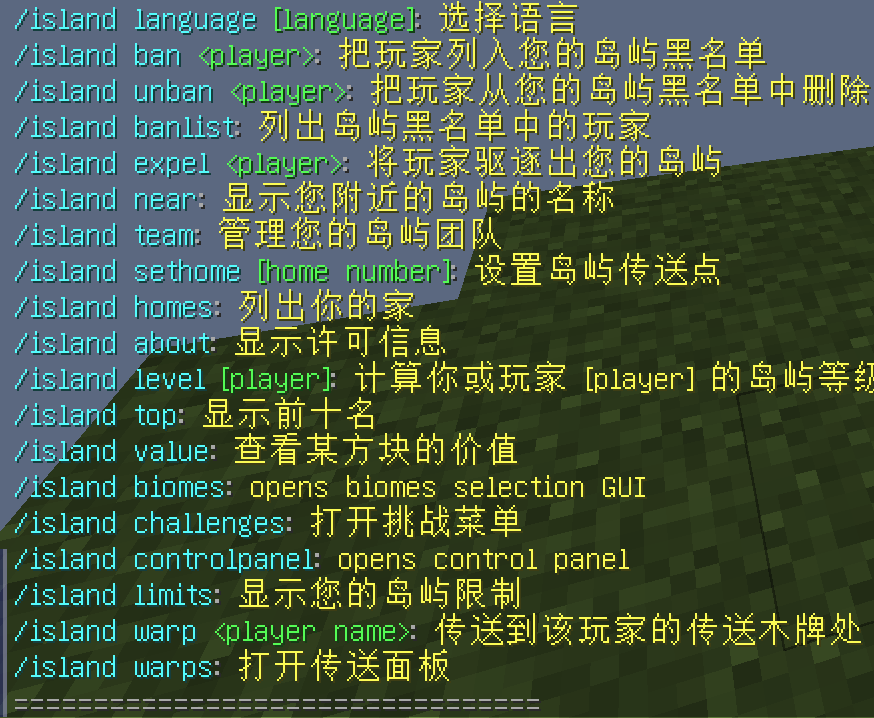 /island language [language]: 选择语言
/island ban <player>: 把玩家列入您的岛屿黑名单
/island unban <player>: 把玩家从您的岛屿黑名单中删除
/island banlist: 列出岛屿黑名单中的玩家
/island expel <player>: 将玩家驱逐出您的岛屿
/island near: 显示您附近的岛屿的名称
/island team: 管理您的岛屿团队
/island sethome [home number]: 设置岛屿传送点
/island homes: 列出你的家
/island about: 显示许可信息
/island level [player]: 计算你或玩家 [player] 的岛屿等级
/island top: 显示前十名
/island value: 查看某方块的价值
/island biomes: opens biomes selection GUI
/island challenges: 打开挑战菜单
/island controlpanel: opens control panel
/island limits: 显示您的岛屿限制
/island warp <player name>: 传送到该玩家的传送木牌处
/island warps: 打开传送面板
=================================